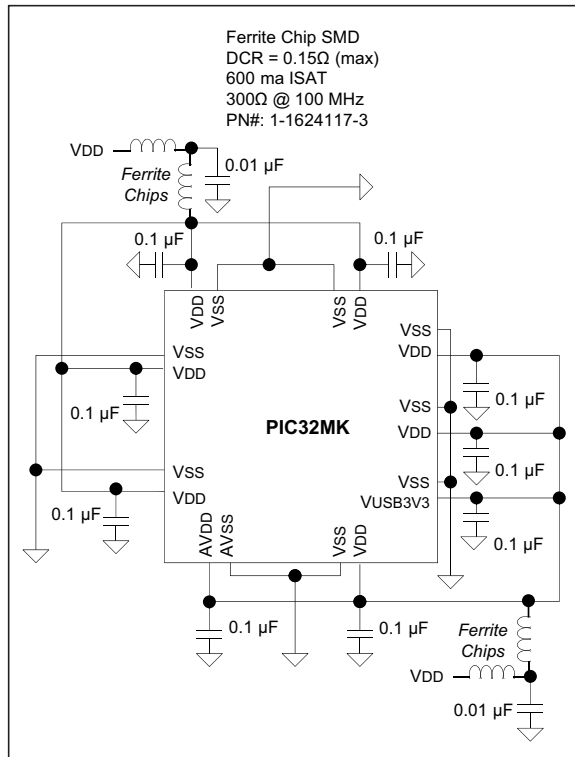 Ferrite Chip SMD
DCR = 0.15Ω (max)
600 ma ISAT
300Ω @ 100 MHz
PN#: 1-1624117-3
VDD
0.01 µF
Ferrite
Chips
0.1 µF
0.1 µF
VDD
VSS
VSS
VDD
VSS
VDD
VSS
VDD
0.1 µF
0.1 µF
PIC32MK
VSS
VDD
0.1 µF
VSS
VDD
0.1 µF
VSS
VUSB3V3
0.1 µF
0.1 µF
AVDD
AVSS
VSS
VDD
0.1 µF
0.1 µF
Ferrite
Chips
VDD
0.01 µF